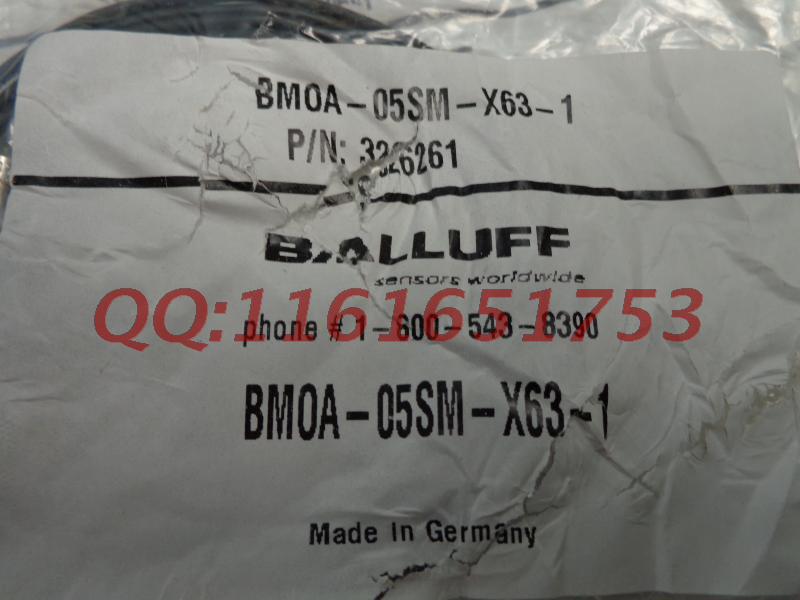 BMOA-05SM-X63-1
P/N: 3326261
BALLUFF
sensors worldwide
QQ:1161651753
phone # 1-800-543-8390
BMOA-05SM-X63-1
Made in Germany